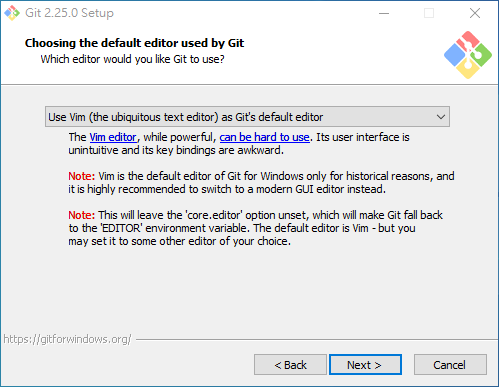 Git 2.25.0 Setup
Choosing the default editor used by Git
Which editor would you like Git to use?
Use Vim (the ubiquitous text editor) as Git's default editor
The Vim editor, while powerful, can be hard to use. Its user interface is
unintuitive and its key bindings are awkward.
Note: Vim is the default editor of Git for Windows only for historical reasons, and
it is highly recommended to switch to a modern GUI editor instead.
Note: This will leave the 'core.editor' option unset, which will make Git fall back
to the 'EDITOR' environment variable. The default editor is Vim - but you
may set it to some other editor of your choice.
https://gitforwindows.org/
< Back
Next >
Cancel